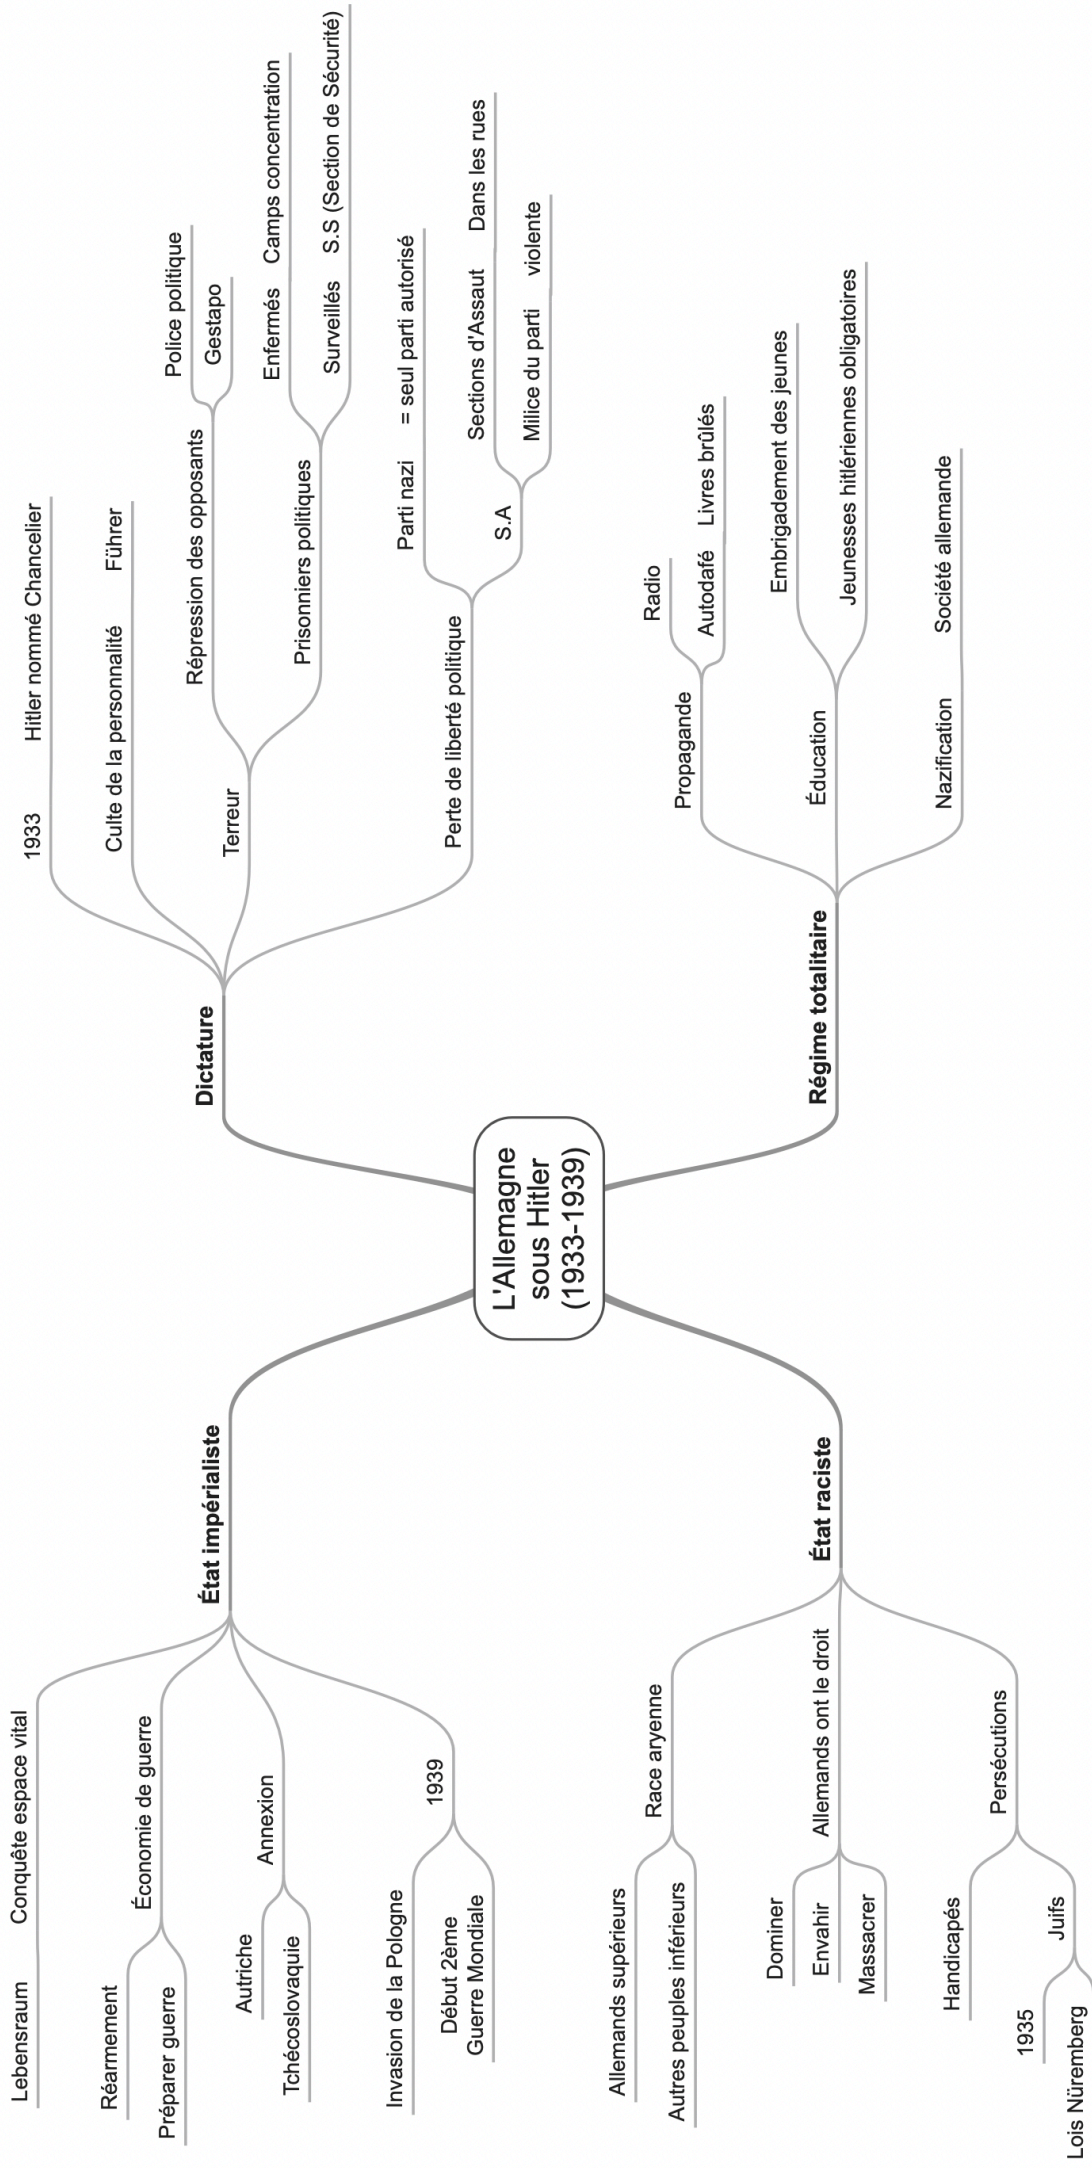 L'Allemagne
sous Hitler
(1933-1939)
Dictature
1933 Hitler nommé Chancelier
Culte de la personnalité Führer
Terreur
Répression des opposants
Police politique
Gestapo
Prisonniers politiques
Enfermés Camps concentration
Surveillés S.S (Section de Sécurité)
Perte de liberté politique
Parti nazi = seul parti autorisé
S.A
Sections d'Assaut Dans les rues
Milice du parti violente
Régime totalitaire
Propagande
Radio
Autodafé Livres brûlés
Éducation
Embrigadement des jeunes
Jeunesses hitlériennes obligatoires
Nazification Société allemande
État impérialiste
Lebensraum Conquête espace vital
Économie de guerre
Réarmement
Préparer guerre
Annexion
Autriche
Tchécoslovaquie
1939
Invasion de la Pologne
Début 2ème
Guerre Mondiale
État raciste
Race aryenne
Allemands supérieurs
Autres peuples inférieurs
Allemands ont le droit
Dominer
Envahir
Massacrer
Persécutions
Handicapés
Juifs
1935
Lois Nüremberg